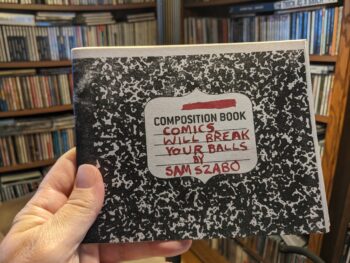 COMPOSITION BOOK
COMICS
WILL BREAK
YOUR BALLS
BY
SAM SZABO